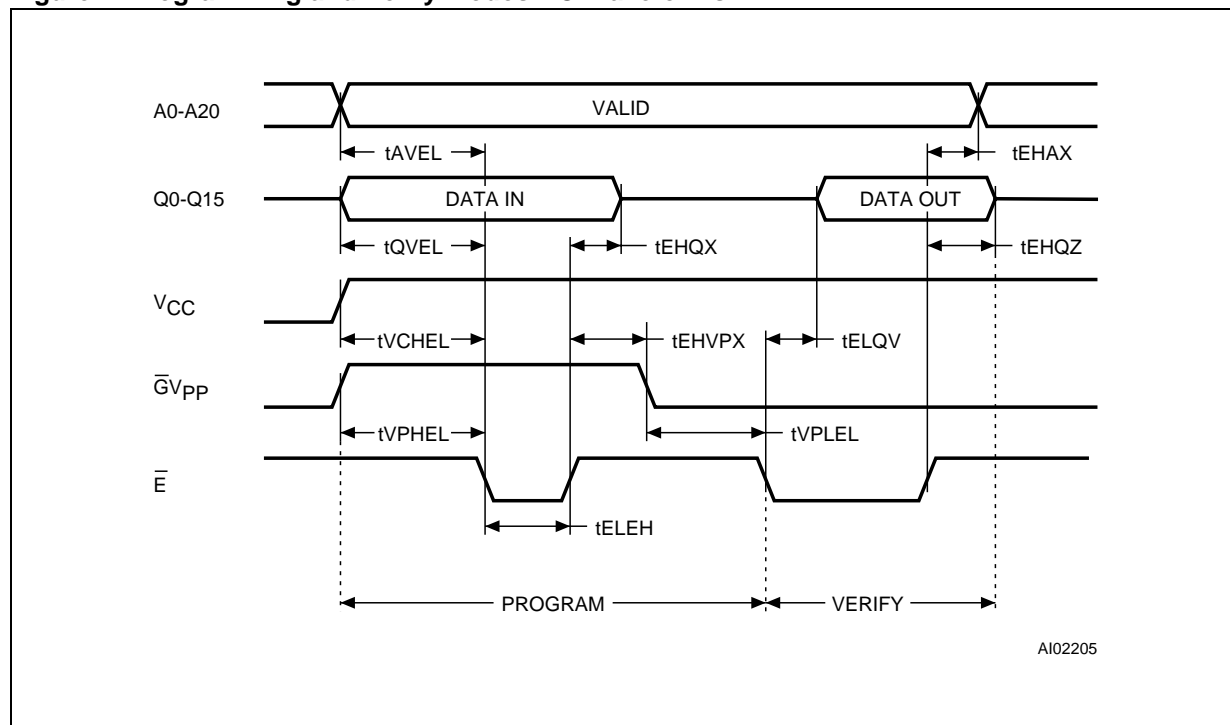 A0-A20
VALID
tAVEL
tEHAX
Q0-Q15
DATA IN
DATA OUT
tQVEL
tEHQX
tEHQZ
VCC
tVCHEL
tEHVPX
tELQV
G̅VPP
tVPHEL
tVPLEL
E̅
tELEH
PROGRAM
VERIFY
AI02205